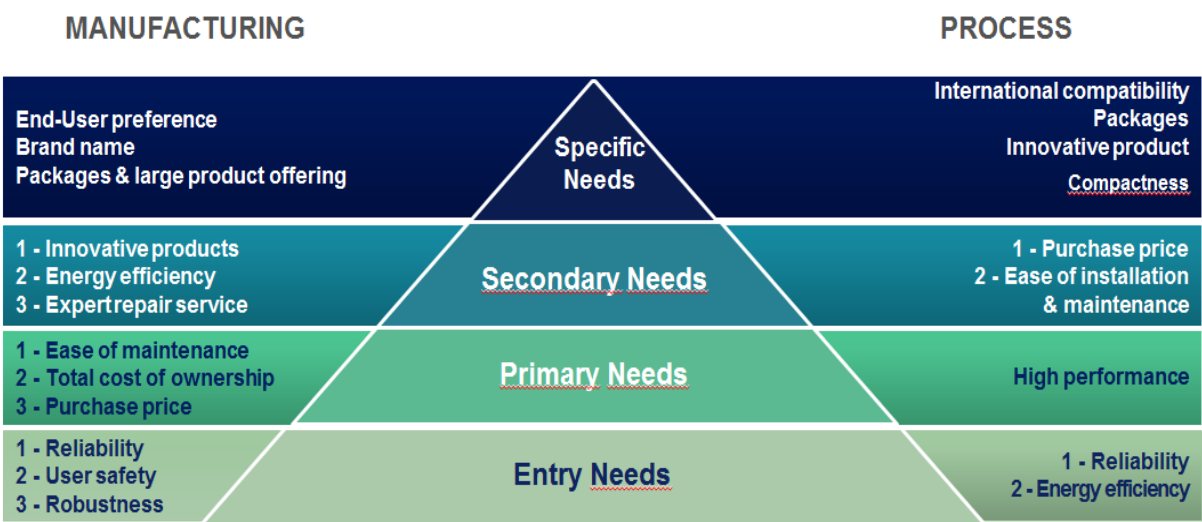 MANUFACTURING
PROCESS
End-User preference
Brand name
Packages & large product offering
Specific
Needs
International compatibility
Packages
Innovative product
Compactness
1 - Innovative products
2 - Energy efficiency
3 - Expert repair service
Secondary Needs
1 - Purchase price
2 - Ease of installation
& maintenance
1 - Ease of maintenance
2 - Total cost of ownership
3 - Purchase price
Primary Needs
High performance
1 - Reliability
2 - User safety
3 - Robustness
Entry Needs
1 - Reliability
2 - Energy efficiency